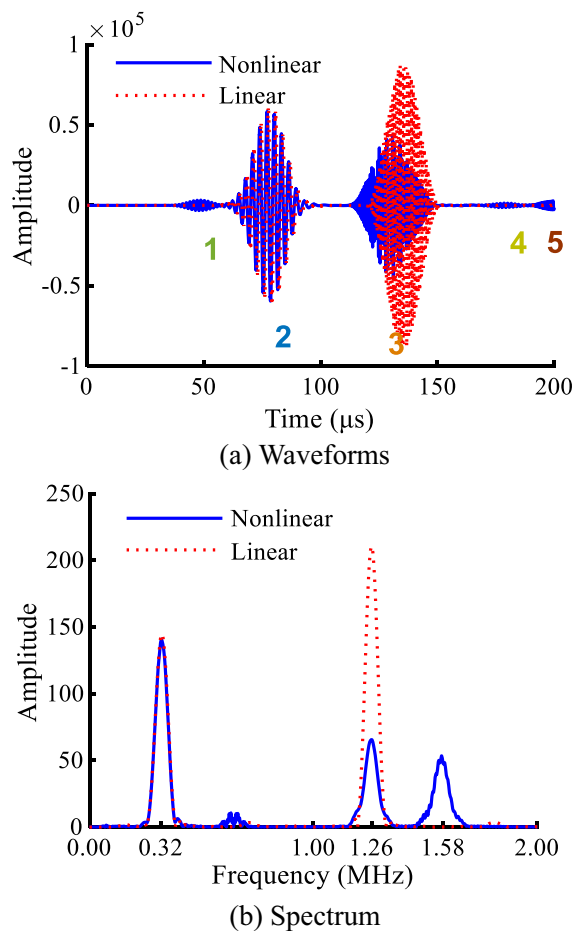 1 × 10^5
Nonlinear
Linear
0.5
0
-0.5
-1
Amplitude
1
2
3
4
5
0 50 100 150 200
Time (μs)
(a) Waveforms
250
200
150
100
50
0
Nonlinear
Linear
Amplitude
0.00 0.32 1.00 1.26 1.58 2.00
Frequency (MHz)
(b) Spectrum